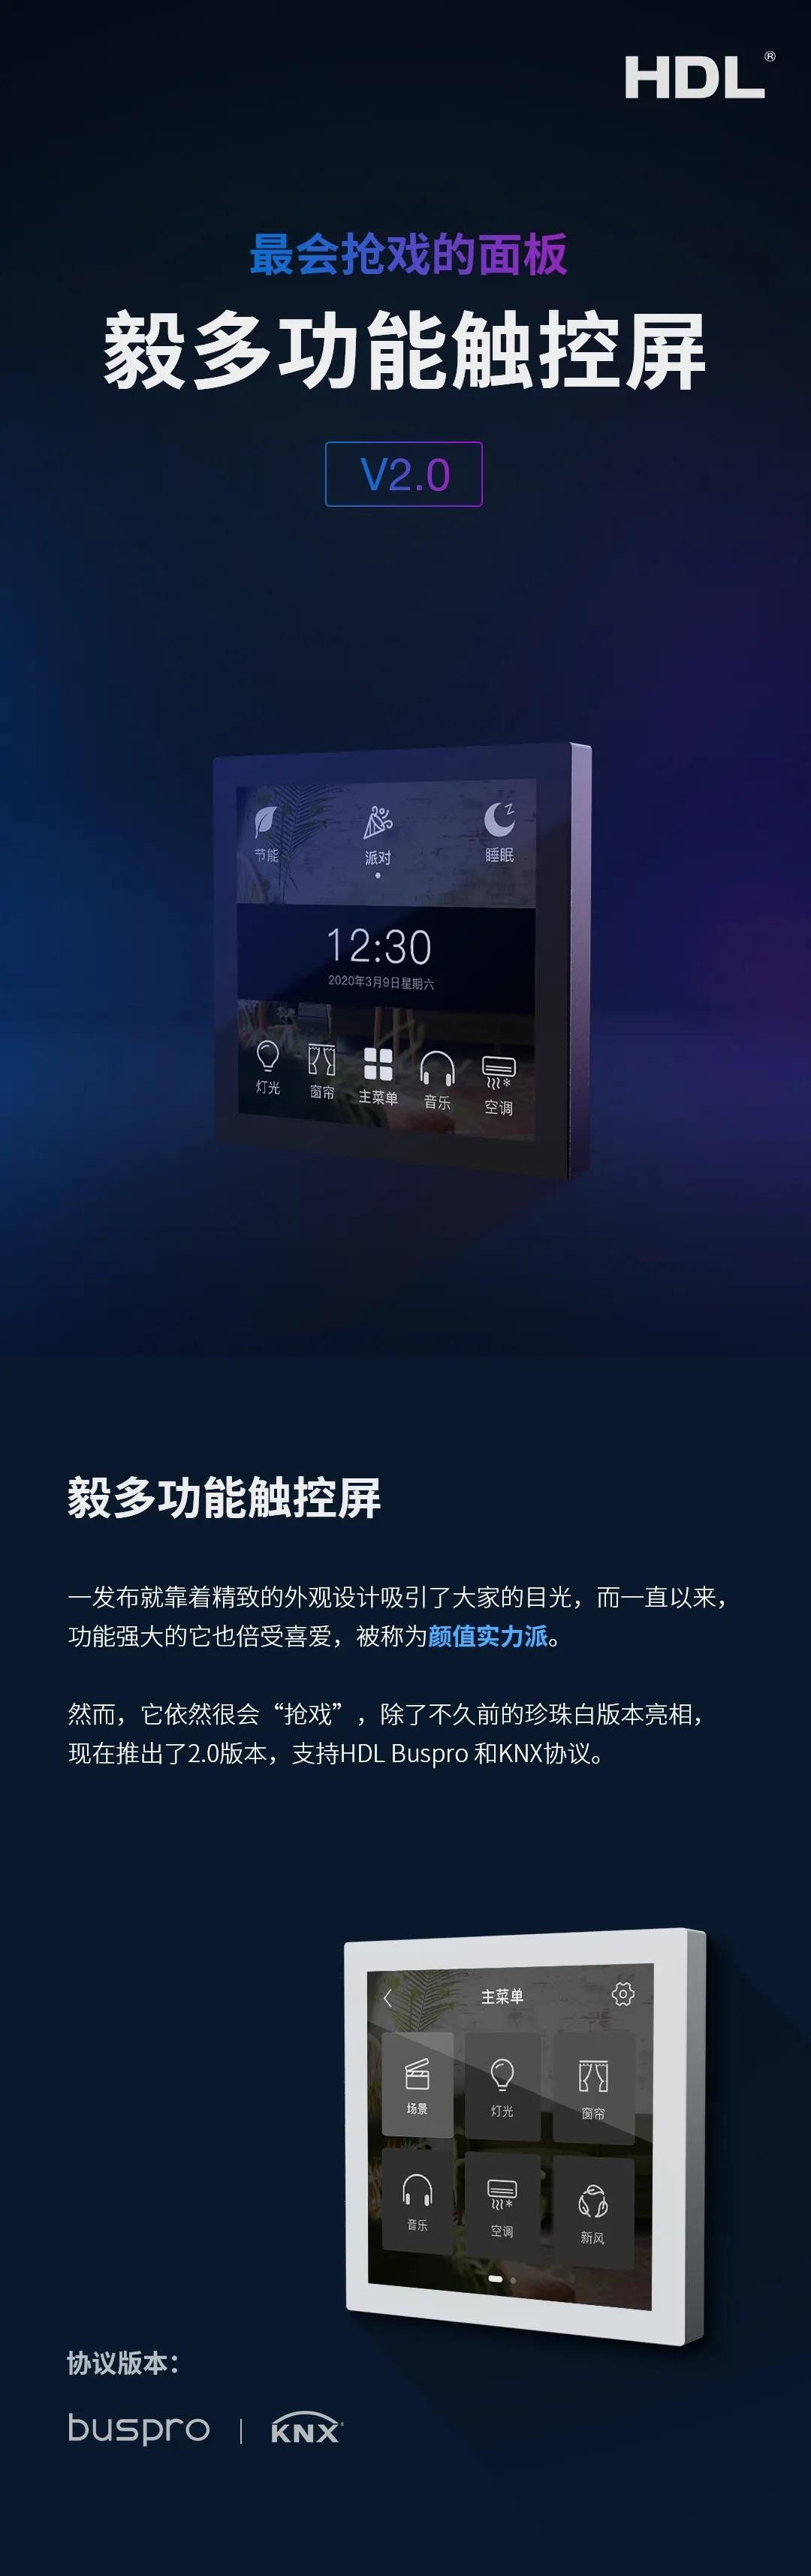 HDL®
最会抢戏的面板
毅多功能触控屏
V2.0
节能 派对 睡眠
12:30
2020年3月9日星期六
灯光 窗帘 主菜单 音乐 空调
毅多功能触控屏
一发布就靠着精致的外观设计吸引了大家的目光，而一直以来，
功能强大的它也倍受喜爱，被称为颜值实力派。
然而，它依然很会“抢戏”，除了不久前的珍珠白版本亮相，
现在推出了2.0版本，支持HDL Buspro 和KNX协议。
主菜单
场景 灯光 窗帘
音乐 空调 新风
协议版本：
buspro | KNX